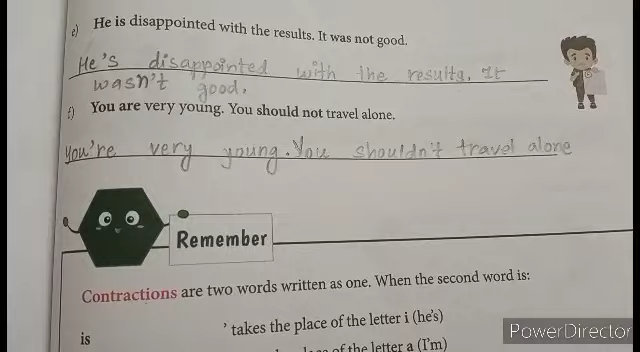 e) He is disappointed with the results. It was not good.
He's disappointed with the results. It
wasn't good.
f) You are very young. You should not travel alone.
You're very young. You shouldn't travel alone
Remember
Contractions are two words written as one. When the second word is:
is ' takes the place of the letter i (he's)
of the letter a (I'm)
PowerDirector